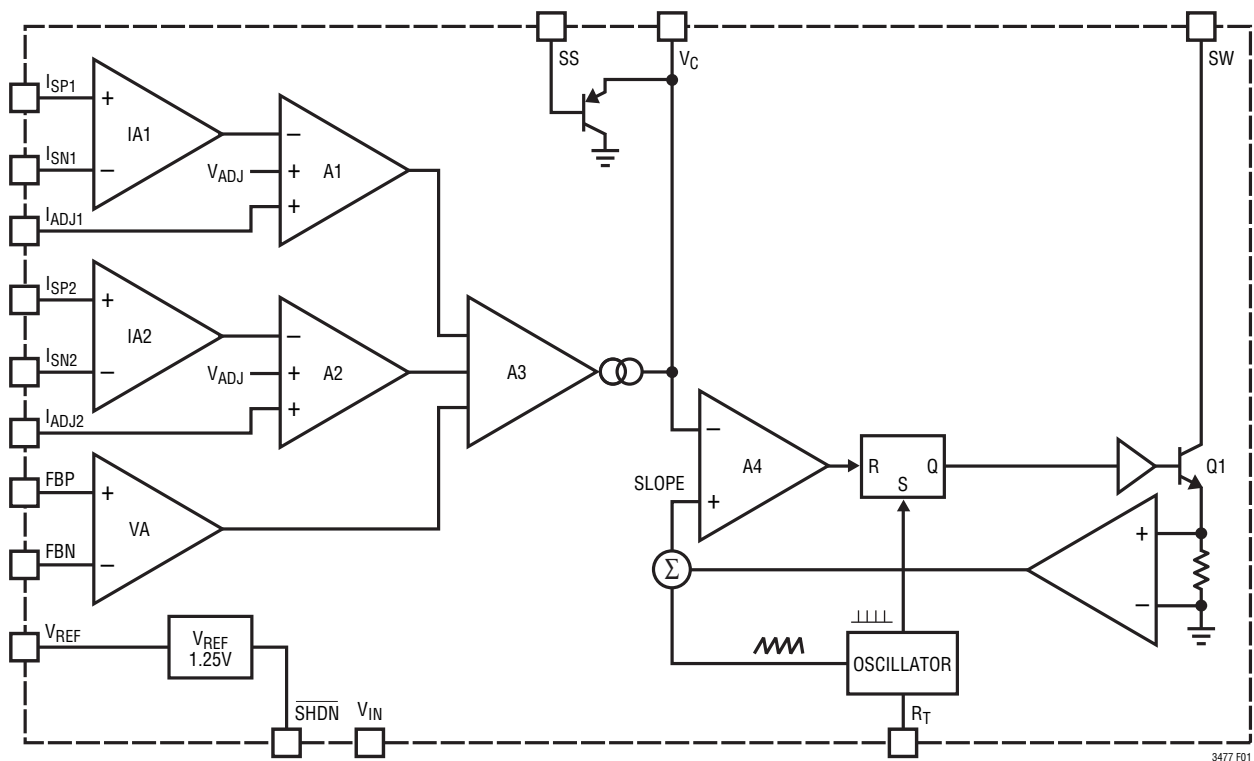 SS
V_C
SW
I_SP1
+
IA1
I_SN1
−
−
V_ADJ
+
A1
+
I_ADJ1
I_SP2
+
IA2
I_SN2
−
−
V_ADJ
+
A2
+
I_ADJ2
A3
FBP
+
VA
FBN
−
−
A4
SLOPE
+
R
Q
S
Q1
+
−
Σ
V_REF
V_REF
1.25V
OSCILLATOR
SHDN
V_IN
R_T
3477 F01